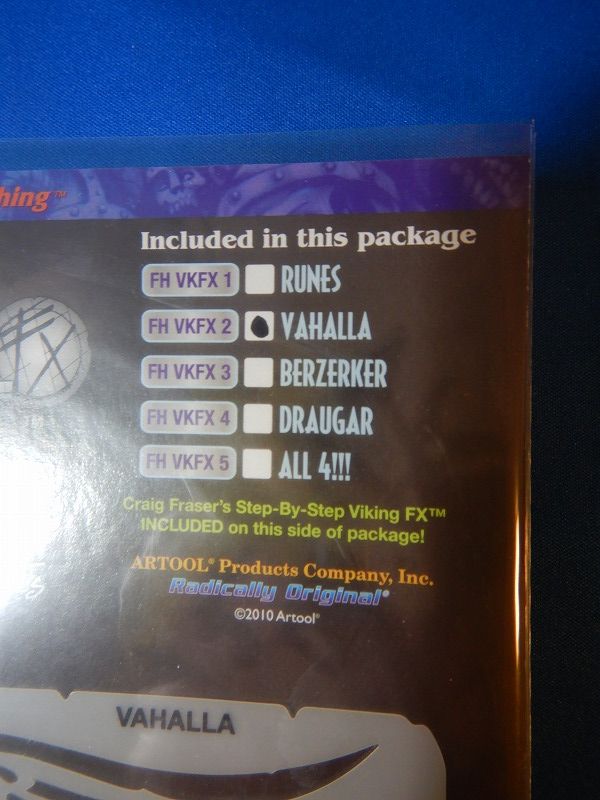 hing™
Included in this package
FH VKFX 1 RUNES
FH VKFX 2 VAHALLA
FH VKFX 3 BERZERKER
FH VKFX 4 DRAUGAR
FH VKFX 5 ALL 4!!!
Craig Fraser's Step-By-Step Viking FX™
INCLUDED on this side of package!
ARTOOL® Products Company, Inc.
Radically Original®
©2010 Artool®
VAHALLA